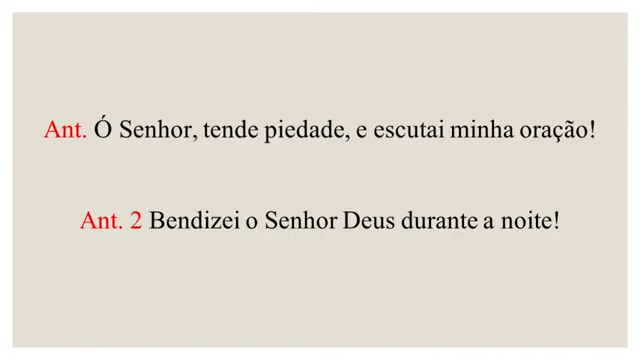 Ant. Ó Senhor, tende piedade, e escutai minha oração!
Ant. 2 Bendizei o Senhor Deus durante a noite!